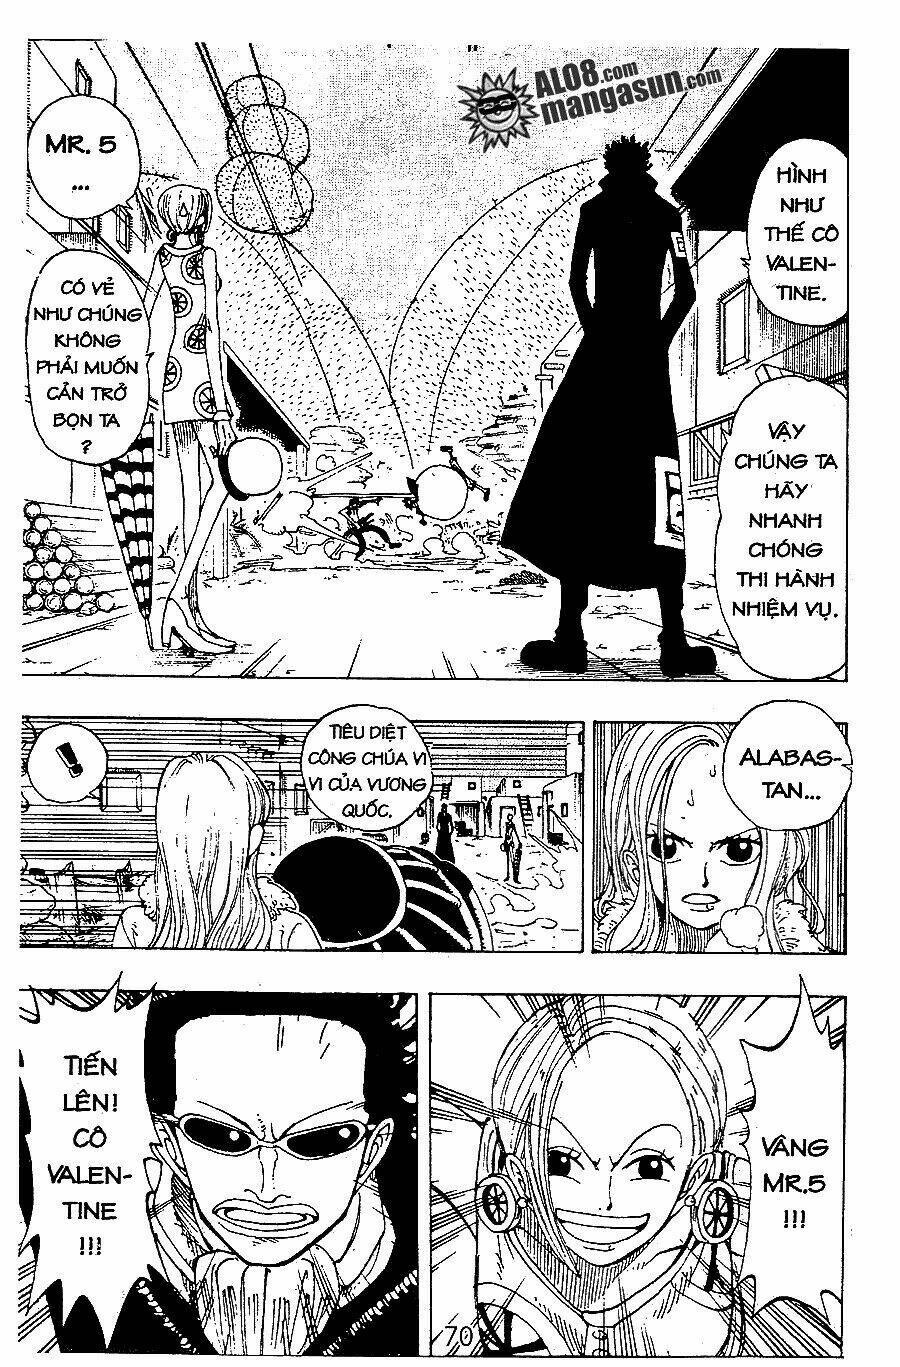 ALO8.com
mangasun.com
MR. 5
...
CÓ VẺ
NHƯ CHÚNG
KHÔNG
PHẢI MUỐN
CẢN TRỞ
BỌN TA
?
HÌNH
NHƯ
THẾ CÔ
VALEN-
TINE.
VẬY
CHÚNG TA
HÃY
NHANH
CHÓNG
THI HÀNH
NHIỆM VỤ.
!!
TIÊU DIỆT
CÔNG CHÚA VI
VI CỦA VƯƠNG
QUỐC.
ALABAS-
TAN...
TIẾN
LÊN!
CÔ
VALEN-
TINE
!!!
VÂNG
MR.5
!!!
70